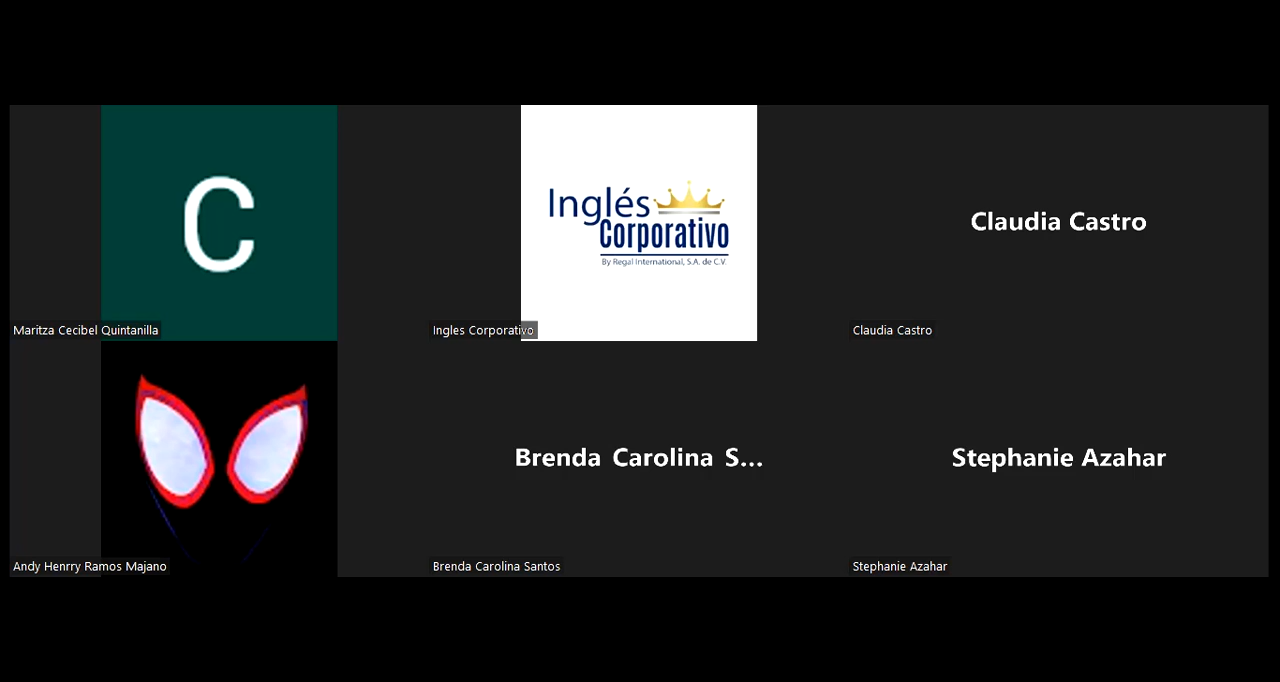 C
Inglés
Corporativo
By Regal International, S.A. de C.V.
Claudia Castro
Maritza Cecibel Quintanilla
Ingles Corporativo
Claudia Castro
Brenda Carolina S...
Stephanie Azahar
Andy Henrry Ramos Majano
Brenda Carolina Santos
Stephanie Azahar